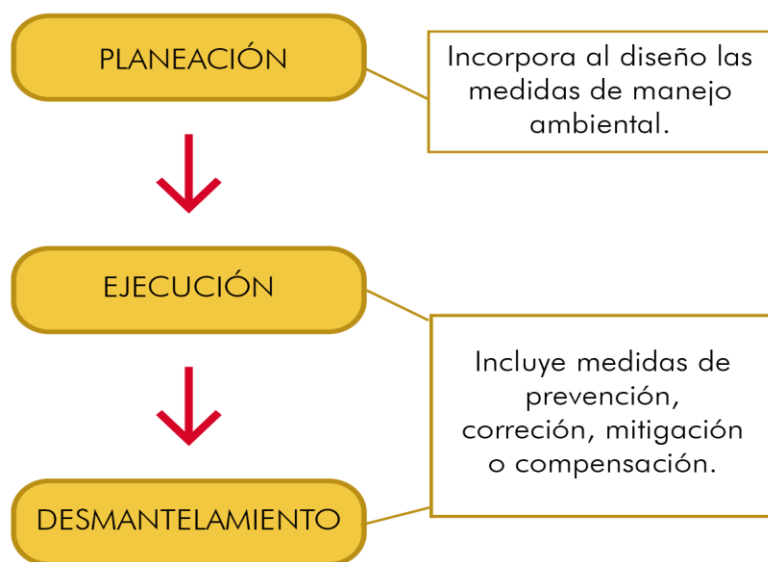 PLANEACIÓN
Incorpora al diseño las
medidas de manejo
ambiental.
EJECUCIÓN
Incluye medidas de
prevención,
correción, mitigación
o compensación.
DESMANTELAMIENTO